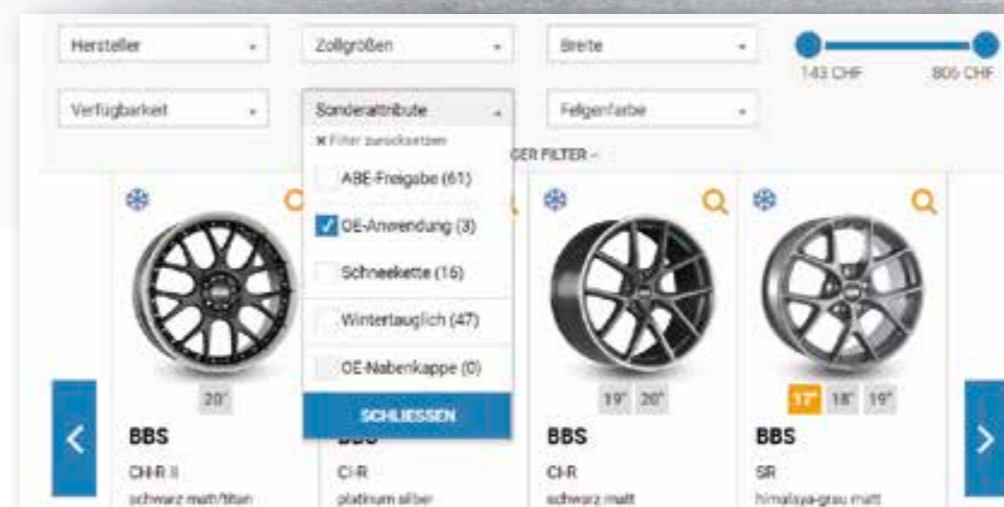 Hersteller
Zollgrößen
Breite
143 CHF
806 CHF
Verfügbarkeit
Sonderattribute
Felgenfarbe
× Filter zurücksetzen
GER FILTER –
ABE-Freigabe (61)
OE-Anwendung (3)
Schneekette (16)
Wintertauglich (47)
OE-Nabenkappe (0)
SCHLIESSEN
20"
19" 20"
17" 18" 19"
BBS
BBS
BBS
CH-R II
CI-R
CI-R
SR
schwarz matt/titan
platinum silber
schwarz matt
himalaya-grau matt